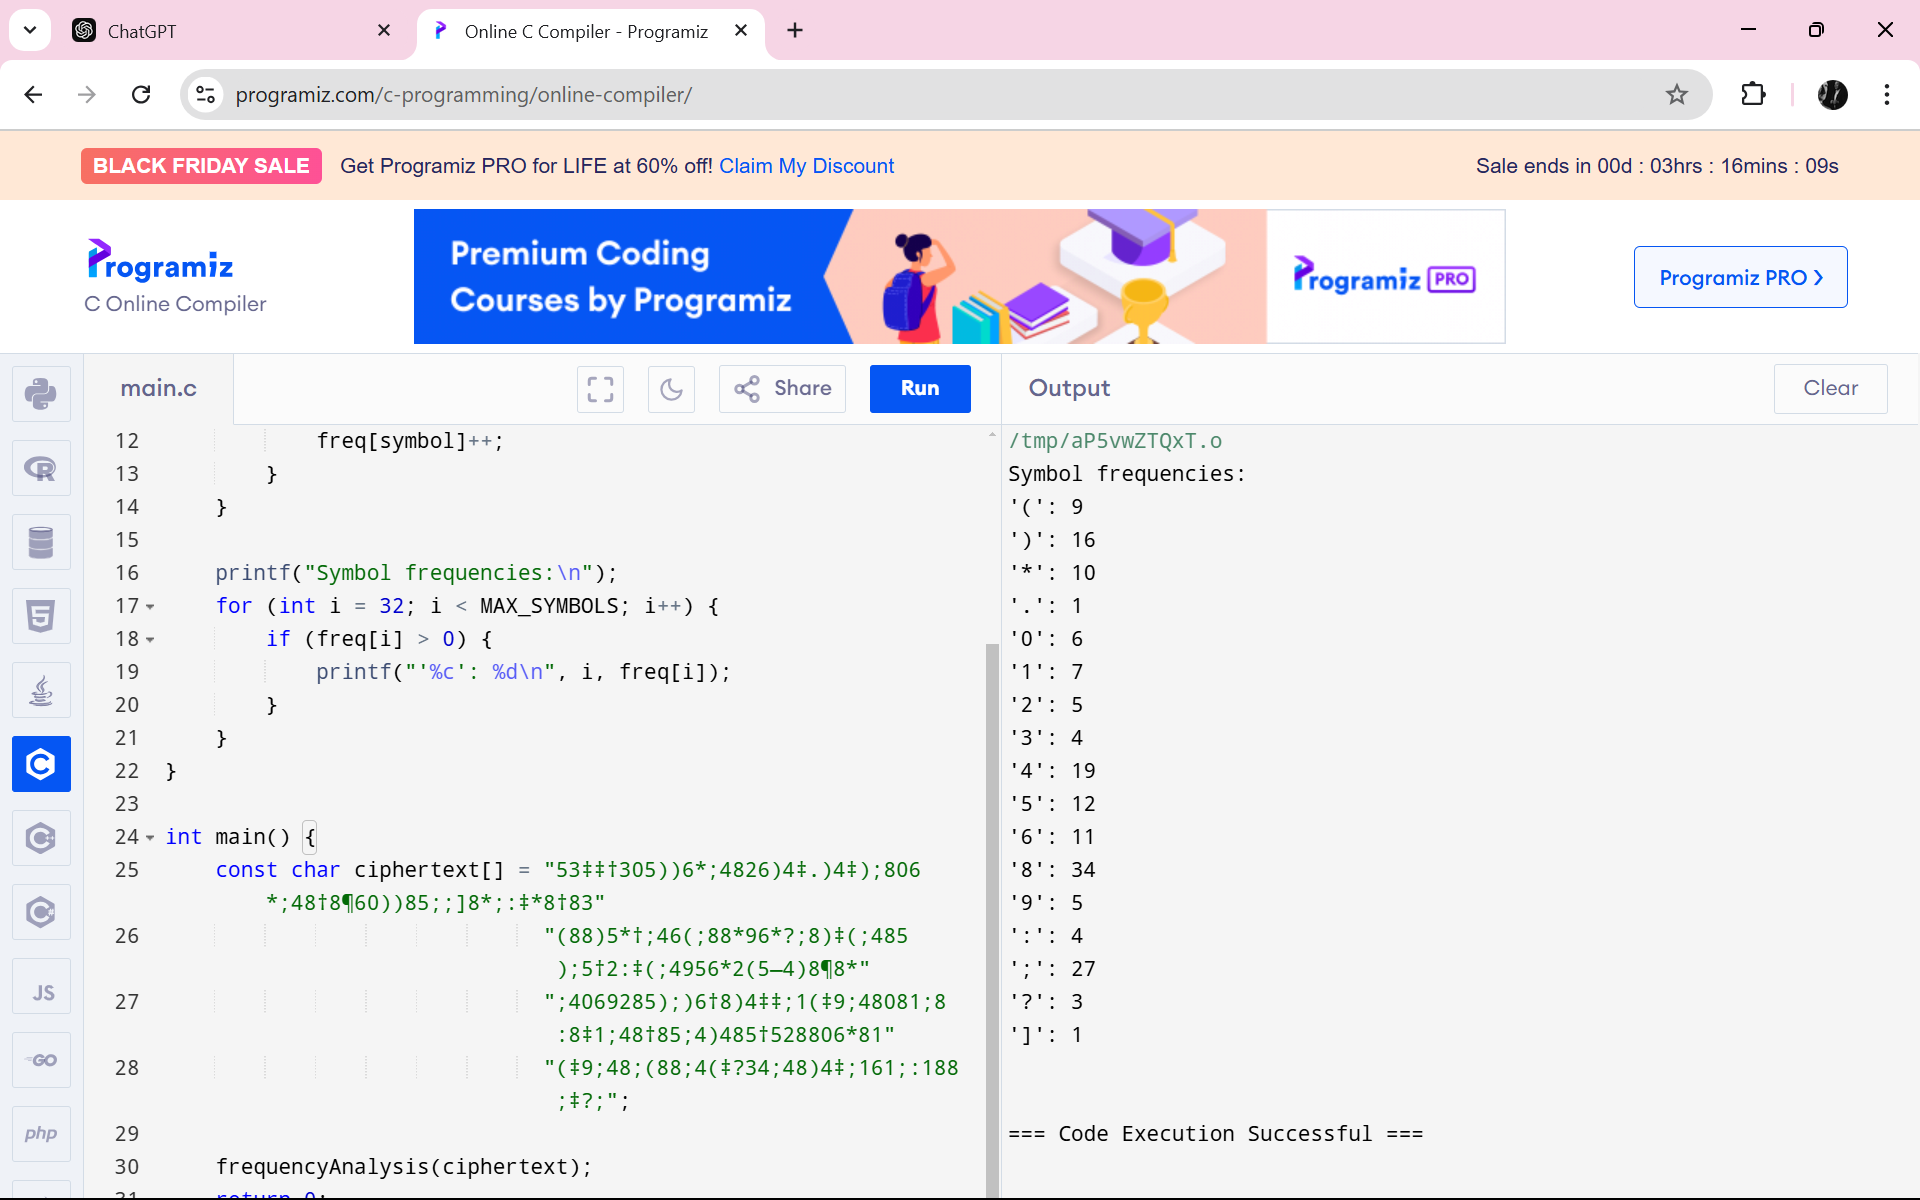 ChatGPT
Online C Compiler - Programiz
programiz.com/c-programming/online-compiler/
BLACK FRIDAY SALE Get Programiz PRO for LIFE at 60% off! Claim My Discount
Sale ends in 00d : 03hrs : 16mins : 09s
Programiz
C Online Compiler
Premium Coding
Courses by Programiz
Programiz PRO
Programiz PRO ❯
main.c
Share
Run
Output
Clear
12 freq[symbol]++;
13 }
14 }
15
16 printf("Symbol frequencies:\n");
17 for (int i = 32; i < MAX_SYMBOLS; i++) {
18 if (freq[i] > 0) {
19 printf("'%c': %d\n", i, freq[i]);
20 }
21 }
22 }
23
24 int main() {
25 const char ciphertext[] = "53‡‡†305))6*;4826)4‡.)4‡);806
*;48†8¶60))85;;]8*;:‡*8†83"
26 "(88)5*†;46(;88*96*?;8)‡(;485
);5†2:‡(;4956*2(5—4)8¶8*"
27 ";4069285);)6†8)4‡‡;1(‡9;48081;8
:8‡1;48†85;4)485†528806*81"
28 "(‡9;48;(88;4(‡?34;48)4‡;161;:188
;‡?;";
29
30 frequencyAnalysis(ciphertext);
31 return 0;
/tmp/aP5vwZTQxT.o
Symbol frequencies:
'(': 9
')': 16
'*': 10
'.': 1
'0': 6
'1': 7
'2': 5
'3': 4
'4': 19
'5': 12
'6': 11
'8': 34
'9': 5
':': 4
';': 27
'?': 3
']': 1
=== Code Execution Successful ===
R
5
C
C
C#
JS
GO
php